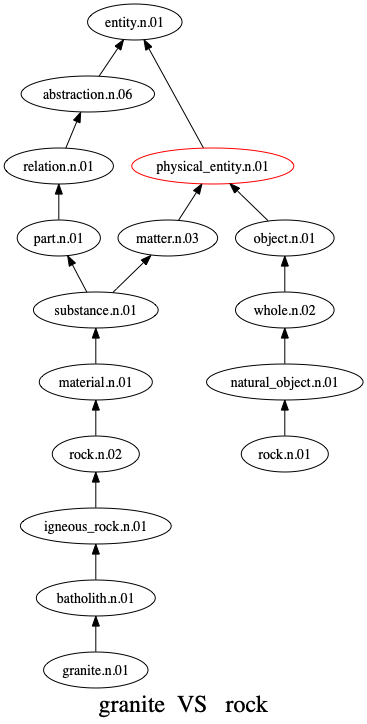 entity.n.01
abstraction.n.06
relation.n.01 physical_entity.n.01
part.n.01 matter.n.03 object.n.01
substance.n.01 whole.n.02
material.n.01 natural_object.n.01
rock.n.02 rock.n.01
igneous_rock.n.01
batholith.n.01
granite.n.01
granite VS rock